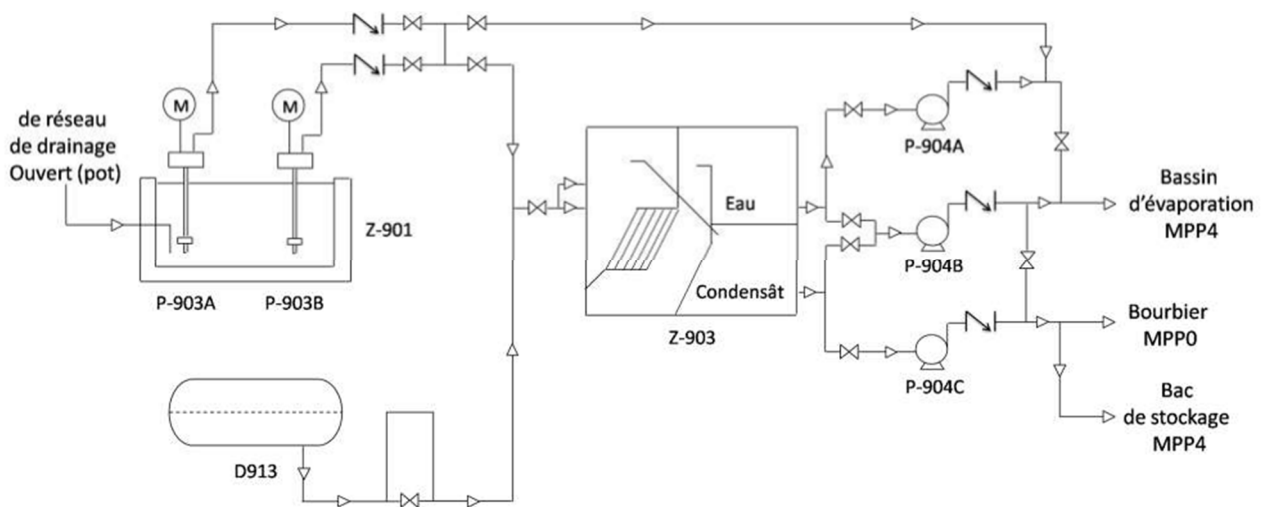 M
M
de réseau
de drainage
Ouvert (pot)
Z-901
P-903A
P-903B
D913
Eau
Condensât
Z-903
P-904A
P-904B
P-904C
Bassin
d'évaporation
MPP4
Bourbier
MPP0
Bac
de stockage
MPP4